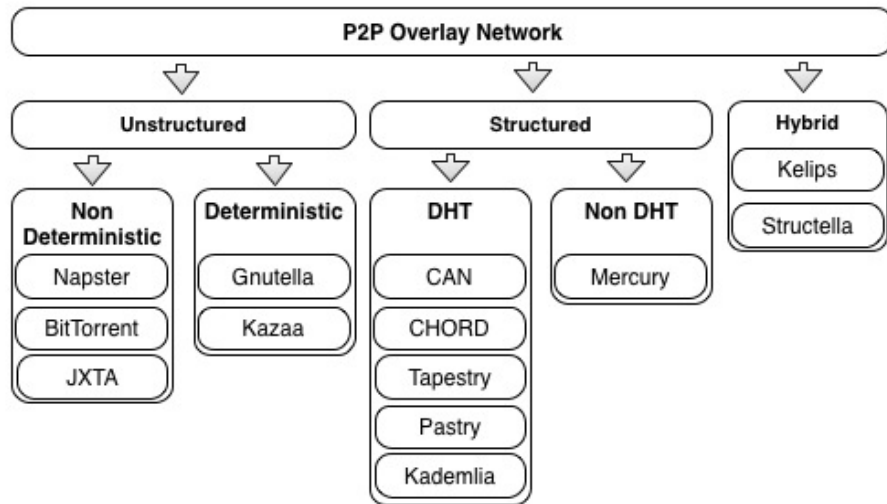 P2P Overlay Network
Unstructured
Structured
Hybrid
Kelips
Structella
Non
Deterministic
Napster
BitTorrent
JXTA
Deterministic
Gnutella
Kazaa
DHT
CAN
CHORD
Tapestry
Pastry
Kademlia
Non DHT
Mercury